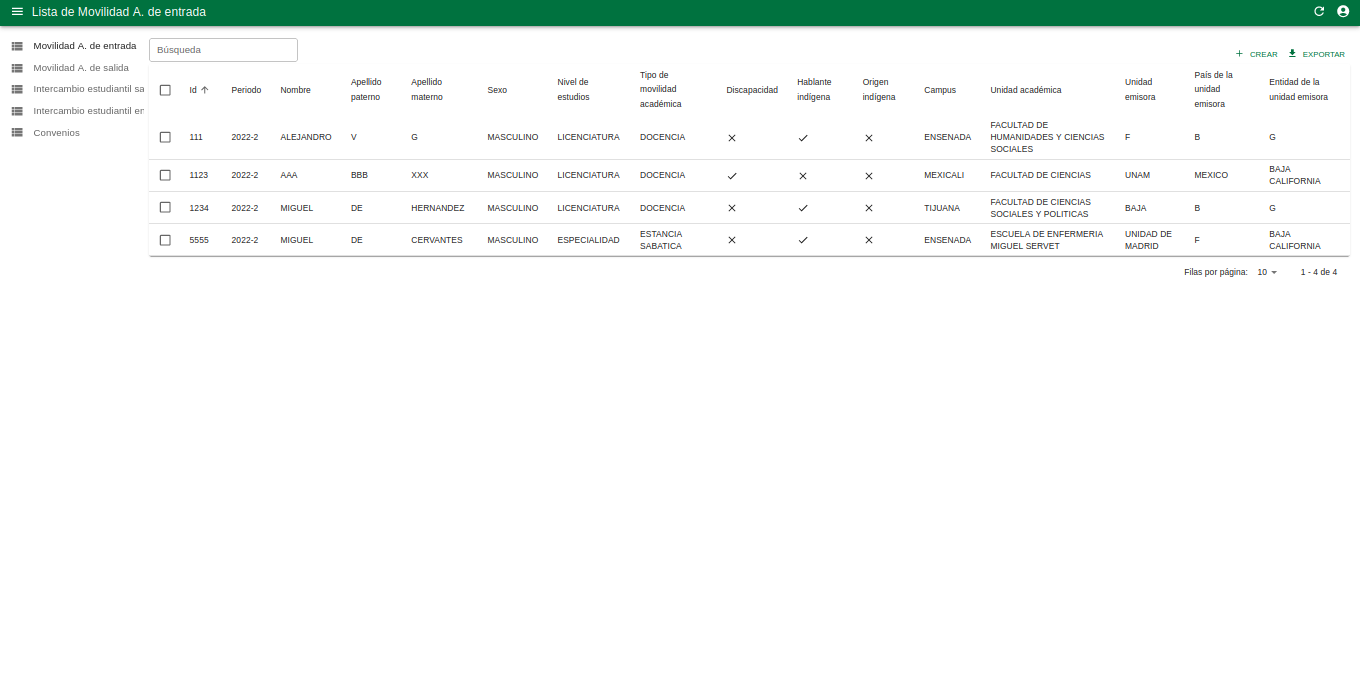 Lista de Movilidad A. de entrada
Movilidad A. de entrada
Movilidad A. de salida
Intercambio estudiantil sa
Intercambio estudiantil en
Convenios
Búsqueda
CREAR EXPORTAR
Id Periodo Nombre Apellido paterno Apellido materno Sexo Nivel de estudios Tipo de movilidad académica Discapacidad Hablante indígena Origen indígena Campus Unidad académica Unidad emisora País de la unidad emisora Entidad de la unidad emisora
111 2022-2 ALEJANDRO V G MASCULINO LICENCIATURA DOCENCIA ENSENADA FACULTAD DE HUMANIDADES Y CIENCIAS SOCIALES F B G
1123 2022-2 AAA BBB XXX MASCULINO LICENCIATURA DOCENCIA MEXICALI FACULTAD DE CIENCIAS UNAM MEXICO BAJA CALIFORNIA
1234 2022-2 MIGUEL DE HERNANDEZ MASCULINO LICENCIATURA DOCENCIA TIJUANA FACULTAD DE CIENCIAS SOCIALES Y POLITICAS BAJA B G
5555 2022-2 MIGUEL DE CERVANTES MASCULINO ESPECIALIDAD ESTANCIA SABATICA ENSENADA ESCUELA DE ENFERMERIA MIGUEL SERVET UNIDAD DE MADRID F BAJA CALIFORNIA
Filas por página: 10 1 - 4 de 4